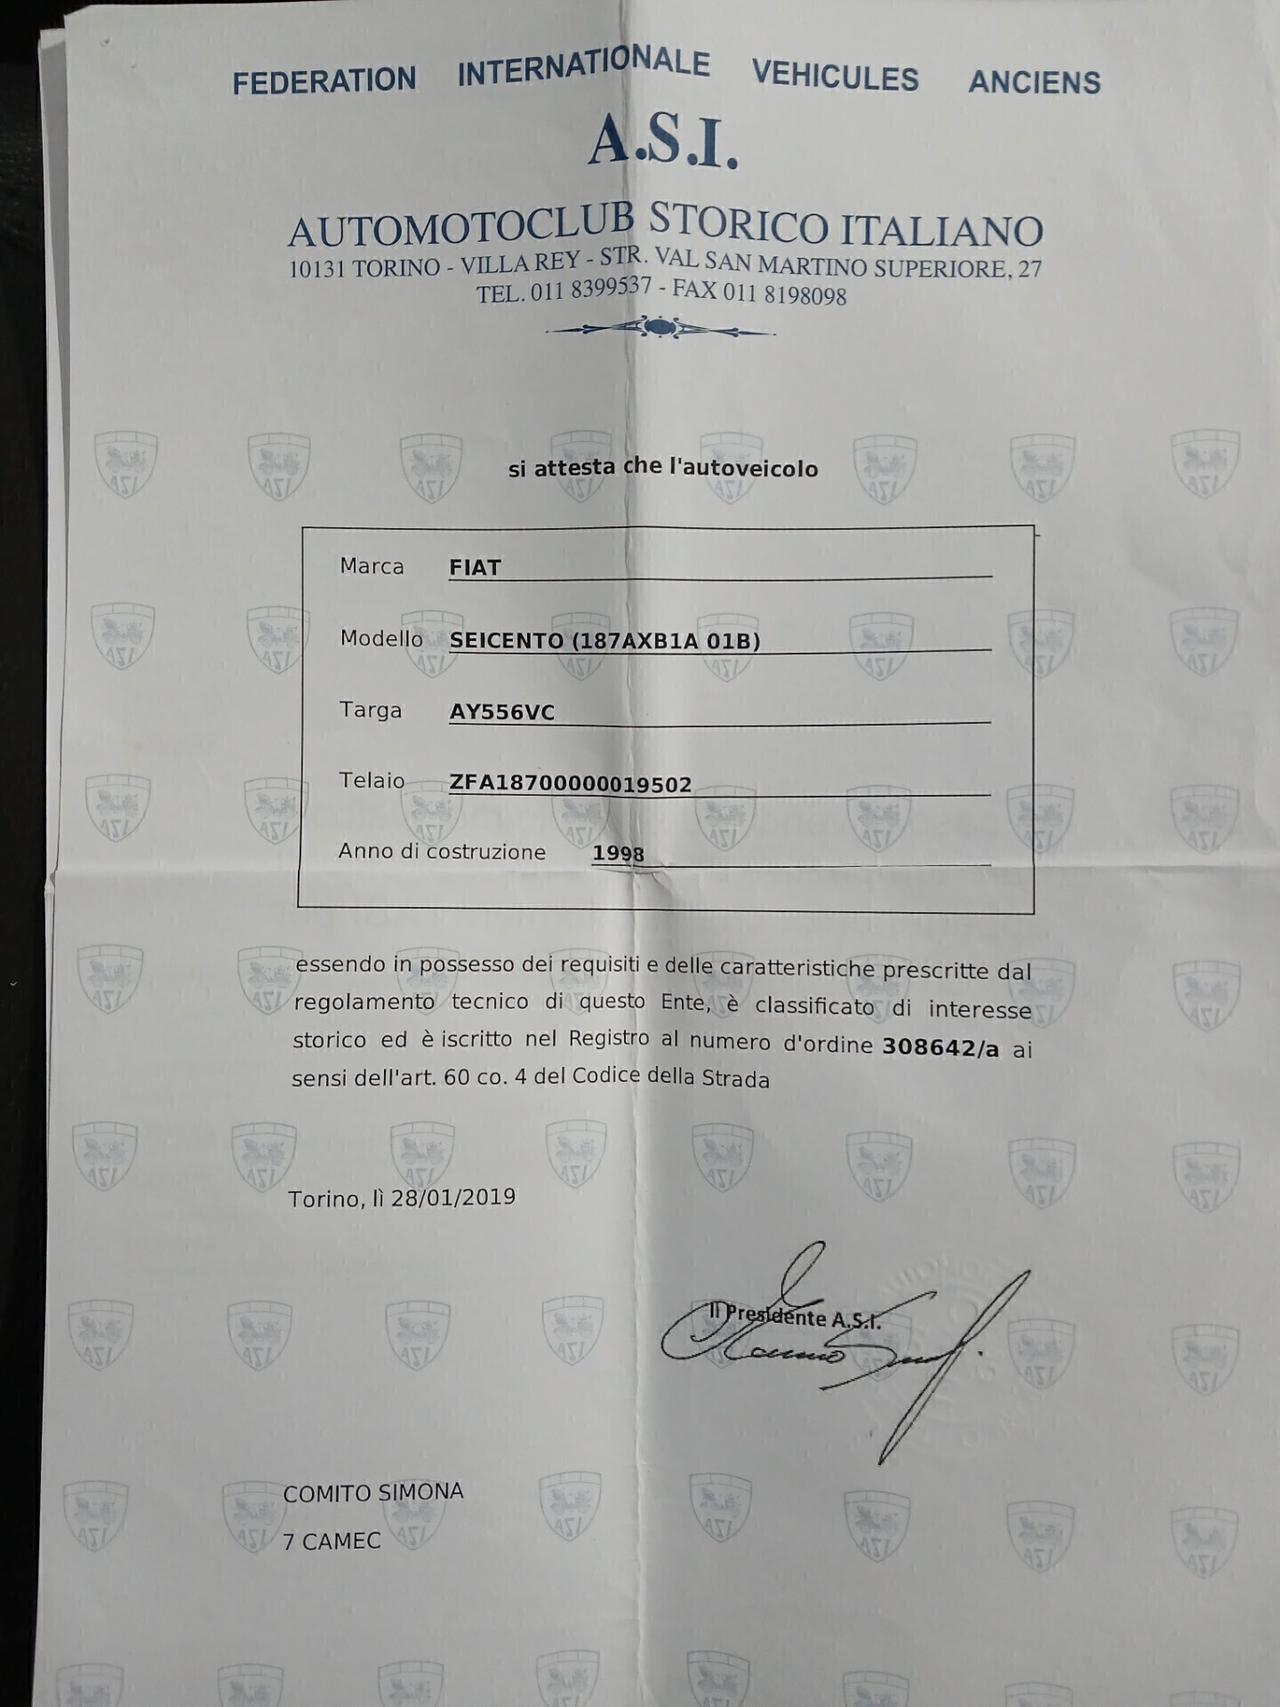 FEDERATION INTERNATIONALE VEHICULES ANCIENS
A.S.I.
AUTOMOTOCLUB STORICO ITALIANO
10131 TORINO - VILLA REY - STR. VAL SAN MARTINO SUPERIORE, 27
TEL. 011 8399537 - FAX 011 8198098
si attesta che l'autoveicolo
Marca FIAT
Modello SEICENTO (187AXB1A 01B)
Targa AY556VC
Telaio ZFA18700000019502
Anno di costruzione 1998
essendo in possesso dei requisiti e delle caratteristiche prescritte dal
regolamento tecnico di questo Ente, è classificato di interesse
storico ed è iscritto nel Registro al numero d'ordine 308642/a ai
sensi dell'art. 60 co. 4 del Codice della Strada
Torino, lì 28/01/2019
Il Presidente A.S.I.
COMITO SIMONA
7 CAMEC